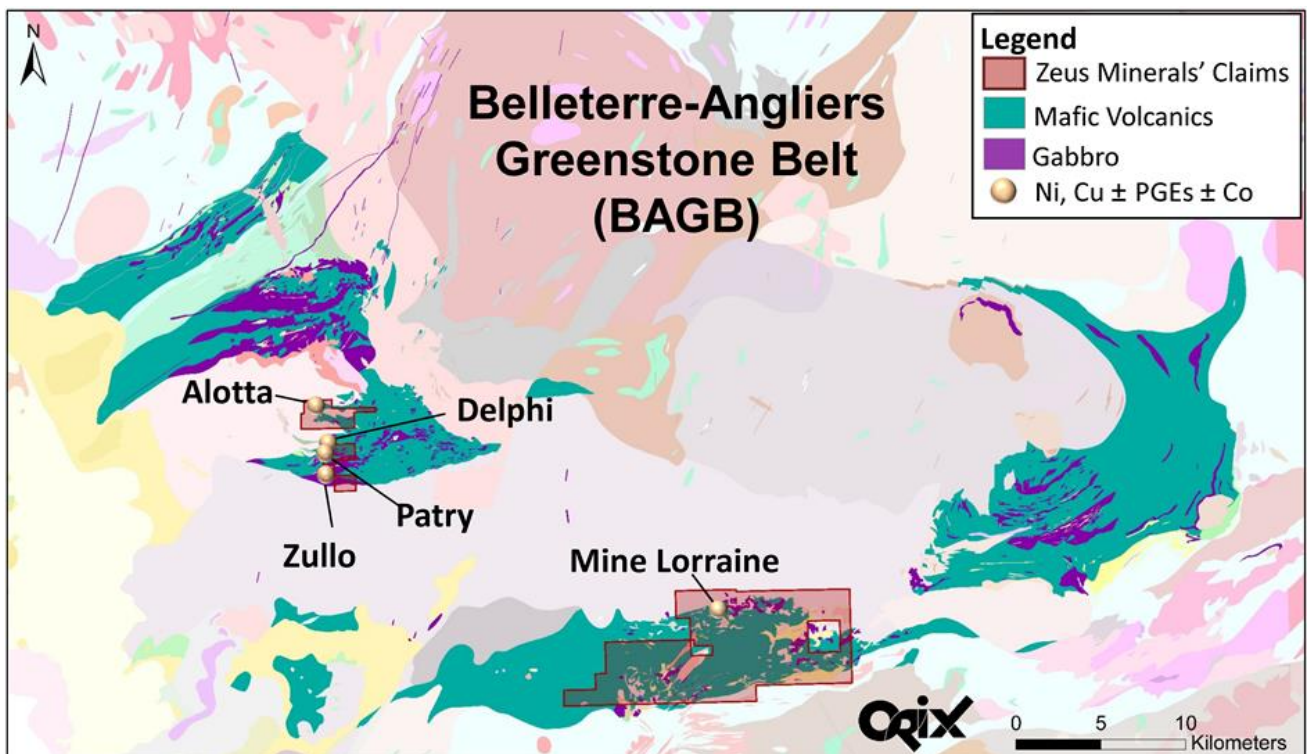 N
Belleterre-Angliers
Greenstone Belt
(BAGB)
Legend
Zeus Minerals' Claims
Mafic Volcanics
Gabbro
Ni, Cu ± PGEs ± Co
Alotta
Delphi
Patry
Zullo
Mine Lorraine
ORIX
0 5 10
Kilometers